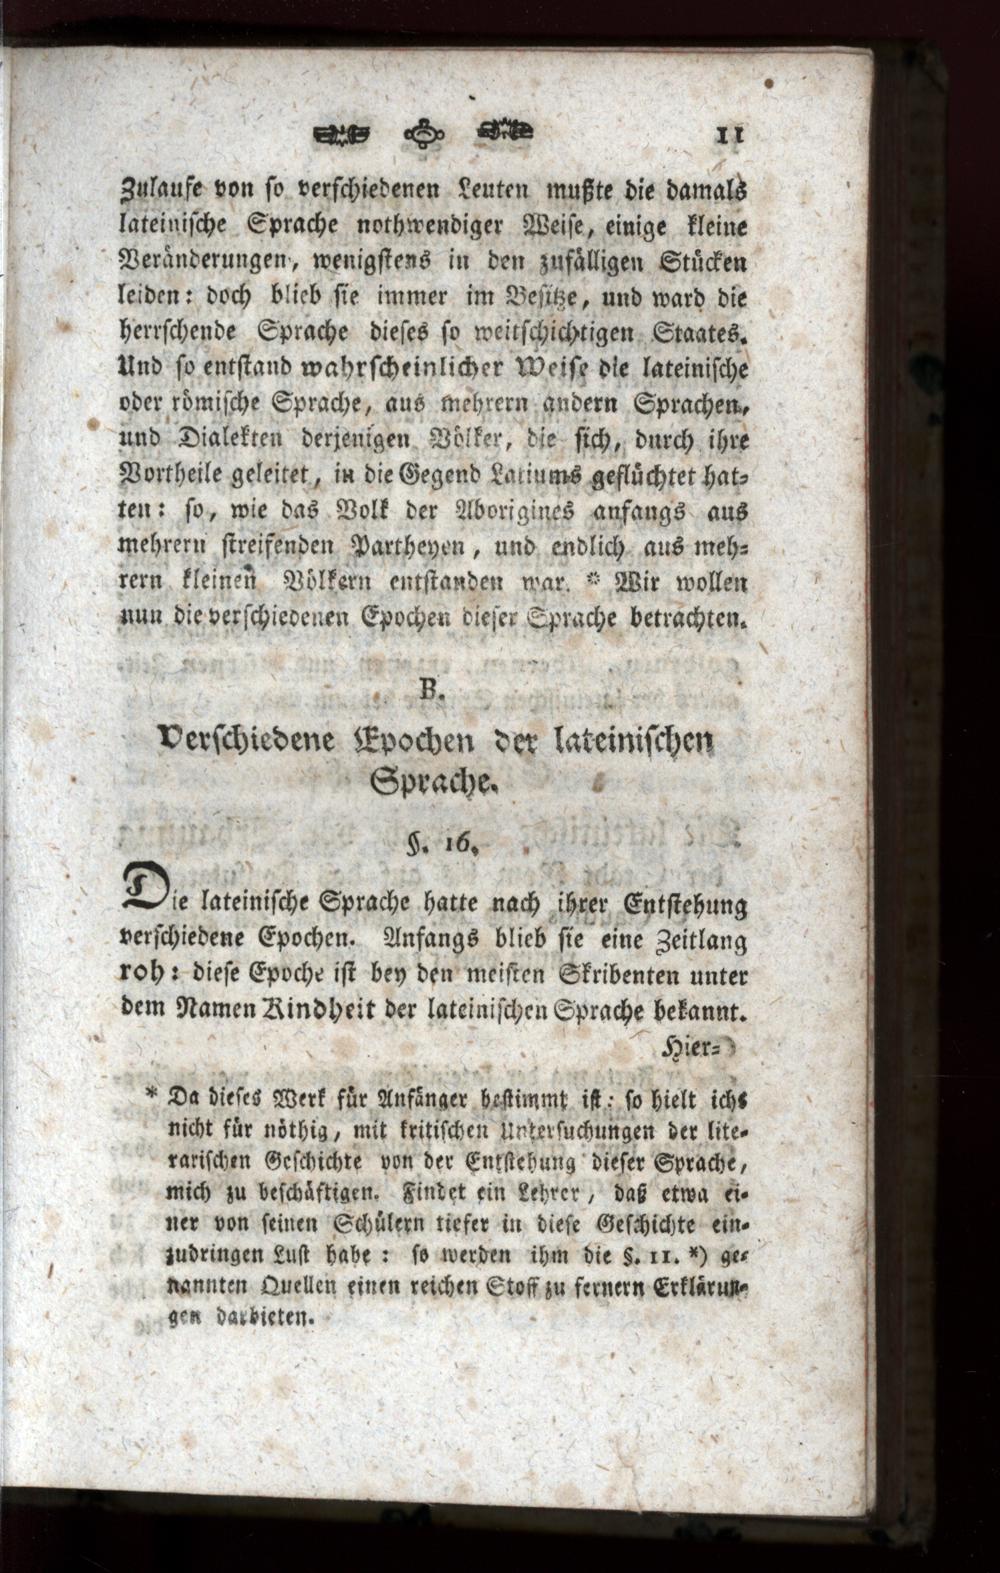 11
Zulaufe von so verschiedenen Leuten mußte die damals
lateinische Sprache nothwendiger Weise, einige kleine
Veränderungen, wenigstens in den zufälligen Stücken
leiden: doch blieb sie immer im Besitze, und ward die
herrschende Sprache dieses so weitschichtigen Staates.
Und so entstand wahrscheinlicher Weise die lateinische
oder römische Sprache, aus mehrern andern Sprachen,
und Dialekten derjenigen Völker, die sich, durch ihre
Vortheile geleitet, in die Gegend Latiums geflüchtet hat-
ten: so, wie das Volk der Aborigines anfangs aus
mehrern streifenden Partheyen, und endlich aus meh-
rern kleinen Völkern entstanden war. * Wir wollen
nun die verschiedenen Epochen dieser Sprache betrachten.
B.
Verschiedene Epochen der lateinischen
Sprache.
§. 16.
Die lateinische Sprache hatte nach ihrer Entstehung
verschiedene Epochen. Anfangs blieb sie eine Zeitlang
roh: diese Epoche ist bey den meisten Skribenten unter
dem Namen Kindheit der lateinischen Sprache bekannt.
Hier-
* Da dieses Werk für Anfänger bestimmt ist: so hielt ichs
nicht für nöthig, mit kritischen Untersuchungen der lite-
rarischen Geschichte von der Entstehung dieser Sprache,
mich zu beschäftigen. Findet ein Lehrer, daß etwa ei-
ner von seinen Schülern tiefer in diese Geschichte ein-
zudringen Lust habe: so werden ihm die §. 11. *) ge-
nannten Quellen einen reichen Stoff zu fernern Erklärun-
gen darbieten.